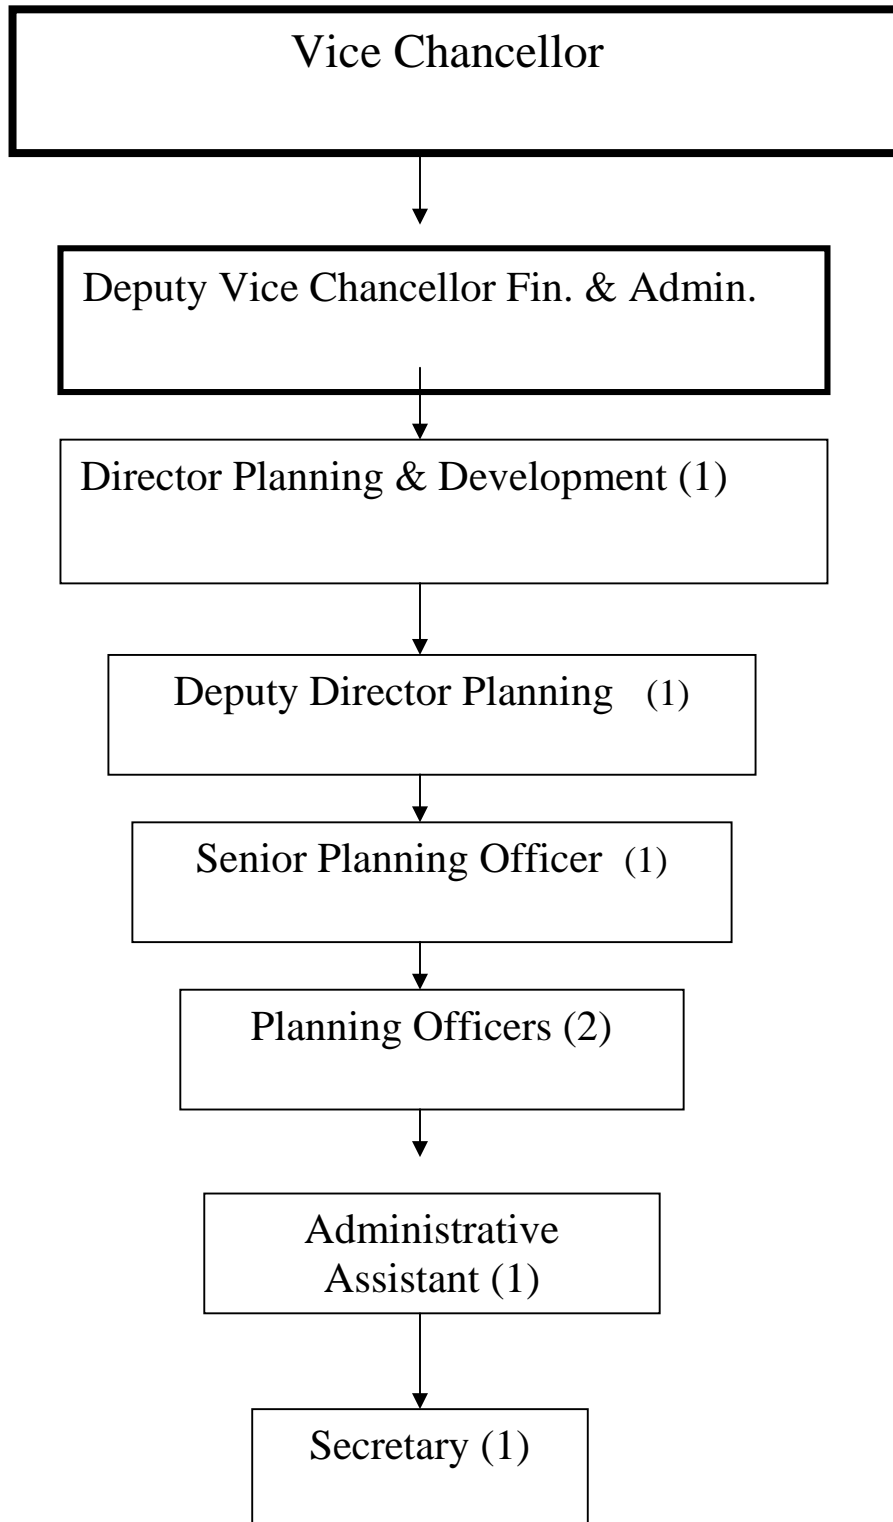 Vice Chancellor
Deputy Vice Chancellor Fin. & Admin.
Director Planning & Development (1)
Deputy Director Planning (1)
Senior Planning Officer (1)
Planning Officers (2)
Administrative
Assistant (1)
Secretary (1)